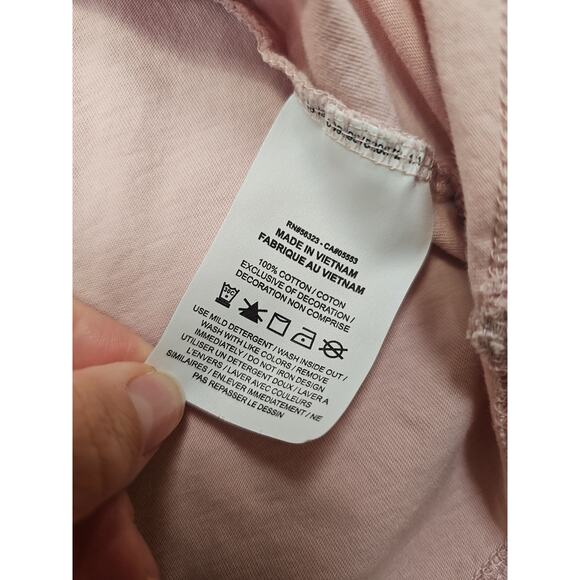 RN#56323 - CA#05553
MADE IN VIETNAM
FABRIQUE AU VIETNAM
100% COTTON / COTON
EXCLUSIVE OF DECORATION /
DECORATION NON COMPRISE
USE MILD DETERGENT / WASH INSIDE OUT /
WASH WITH LIKE COLORS / REMOVE
IMMEDIATELY / DO NOT IRON DESIGN
UTILISER UN DETERGENT DOUX / LAVER A
L'ENVERS / LAVER AVEC COULEURS
SIMILAIRES / ENLEVER IMMEDIATEMENT / NE
PAS REPASSER LE DESSIN